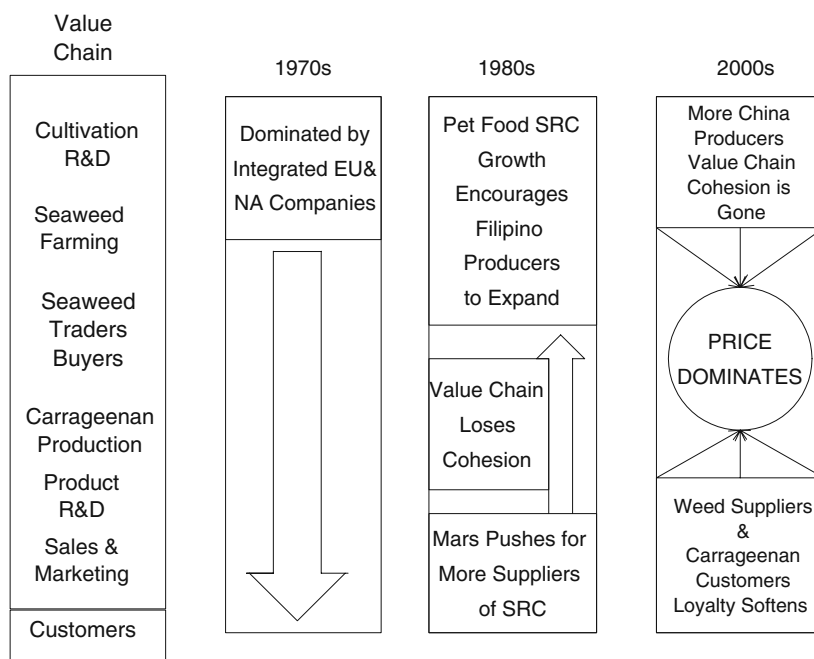 Value
Chain
Cultivation
R&D
Seaweed
Farming
Seaweed
Traders
Buyers
Carrageenan
Production
Product
R&D
Sales &
Marketing
Customers
1970s
Dominated by
Integrated EU&
NA Companies
1980s
Pet Food SRC
Growth
Encourages
Filipino
Producers
to Expand
Value Chain
Loses
Cohesion
Mars Pushes for
More Suppliers
of SRC
2000s
More China
Producers
Value Chain
Cohesion is
Gone
PRICE
DOMINATES
Weed Suppliers
&
Carrageenan
Customers
Loyalty Softens